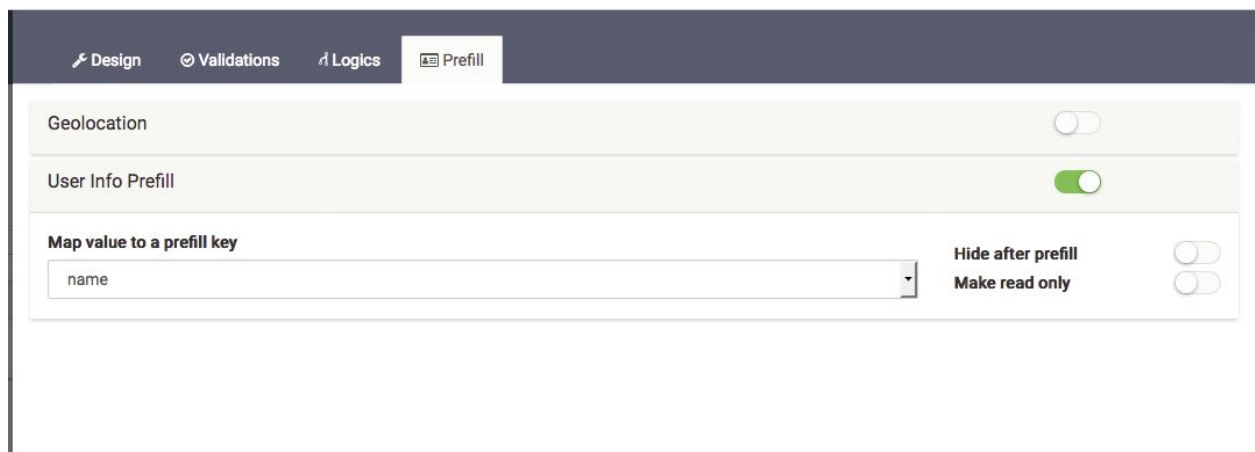 Design Validations Logics Prefill
Geolocation
User Info Prefill
Map value to a prefill key
name
Hide after prefill
Make read only